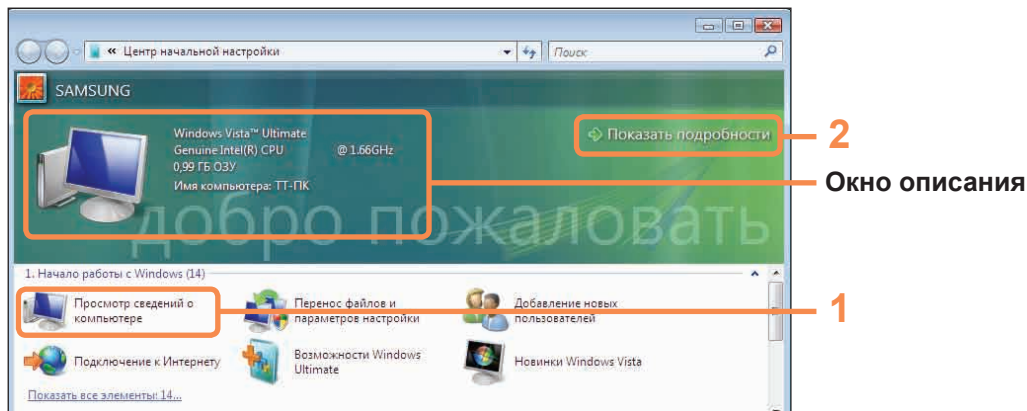 « Центр начальной настройки
Поиск
SAMSUNG
Windows Vista™ Ultimate
Genuine Intel(R) CPU @ 1.66GHz
0,99 ГБ ОЗУ
Имя компьютера: ТТ-ПК
Показать подробности
2
Окно описания
добро пожаловать
1. Начало работы с Windows (14)
Просмотр сведений о
компьютере
Перенос файлов и
параметров настройки
Добавление новых
пользователей
1
Подключение к Интернету
Возможности Windows
Ultimate
Новинки Windows Vista
Показать все элементы: 14...